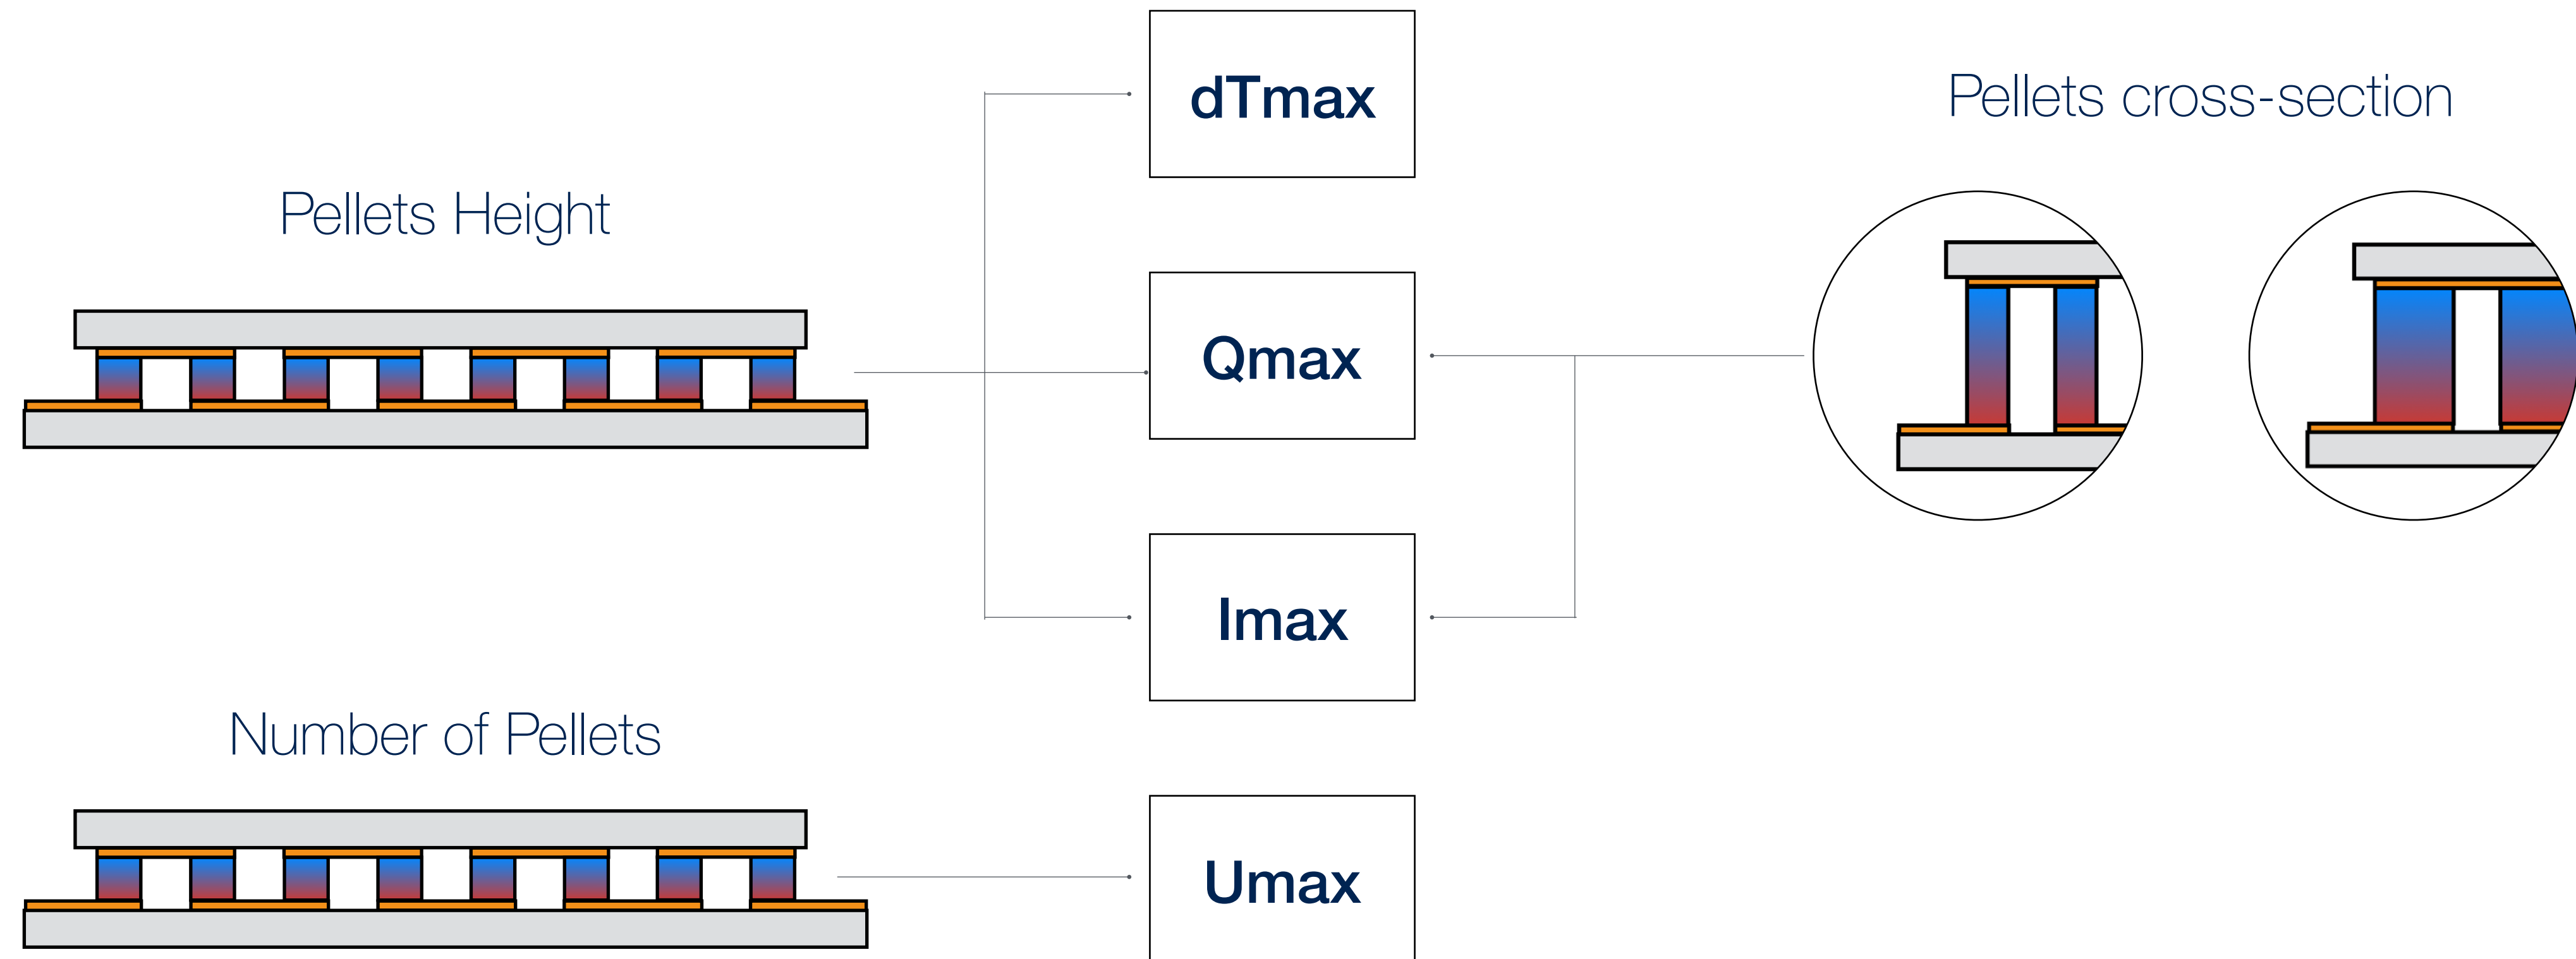 Pellets Height
Number of Pellets
dTmax
Qmax
Imax
Umax
Pellets cross-section